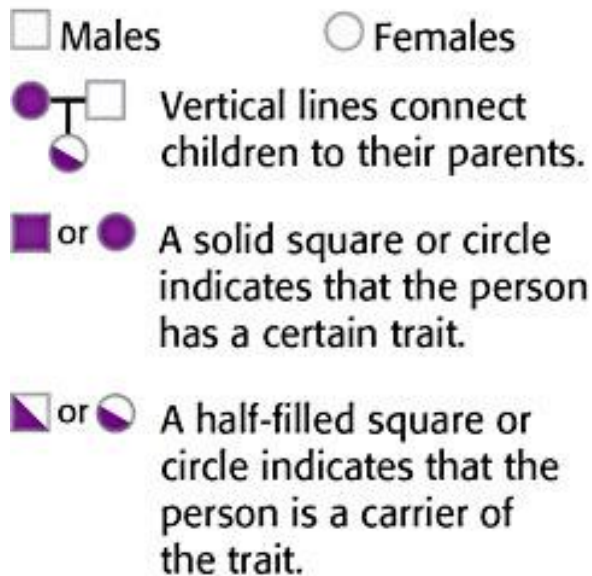 Males Females
Vertical lines connect
children to their parents.
or A solid square or circle
indicates that the person
has a certain trait.
or A half-filled square or
circle indicates that the
person is a carrier of
the trait.